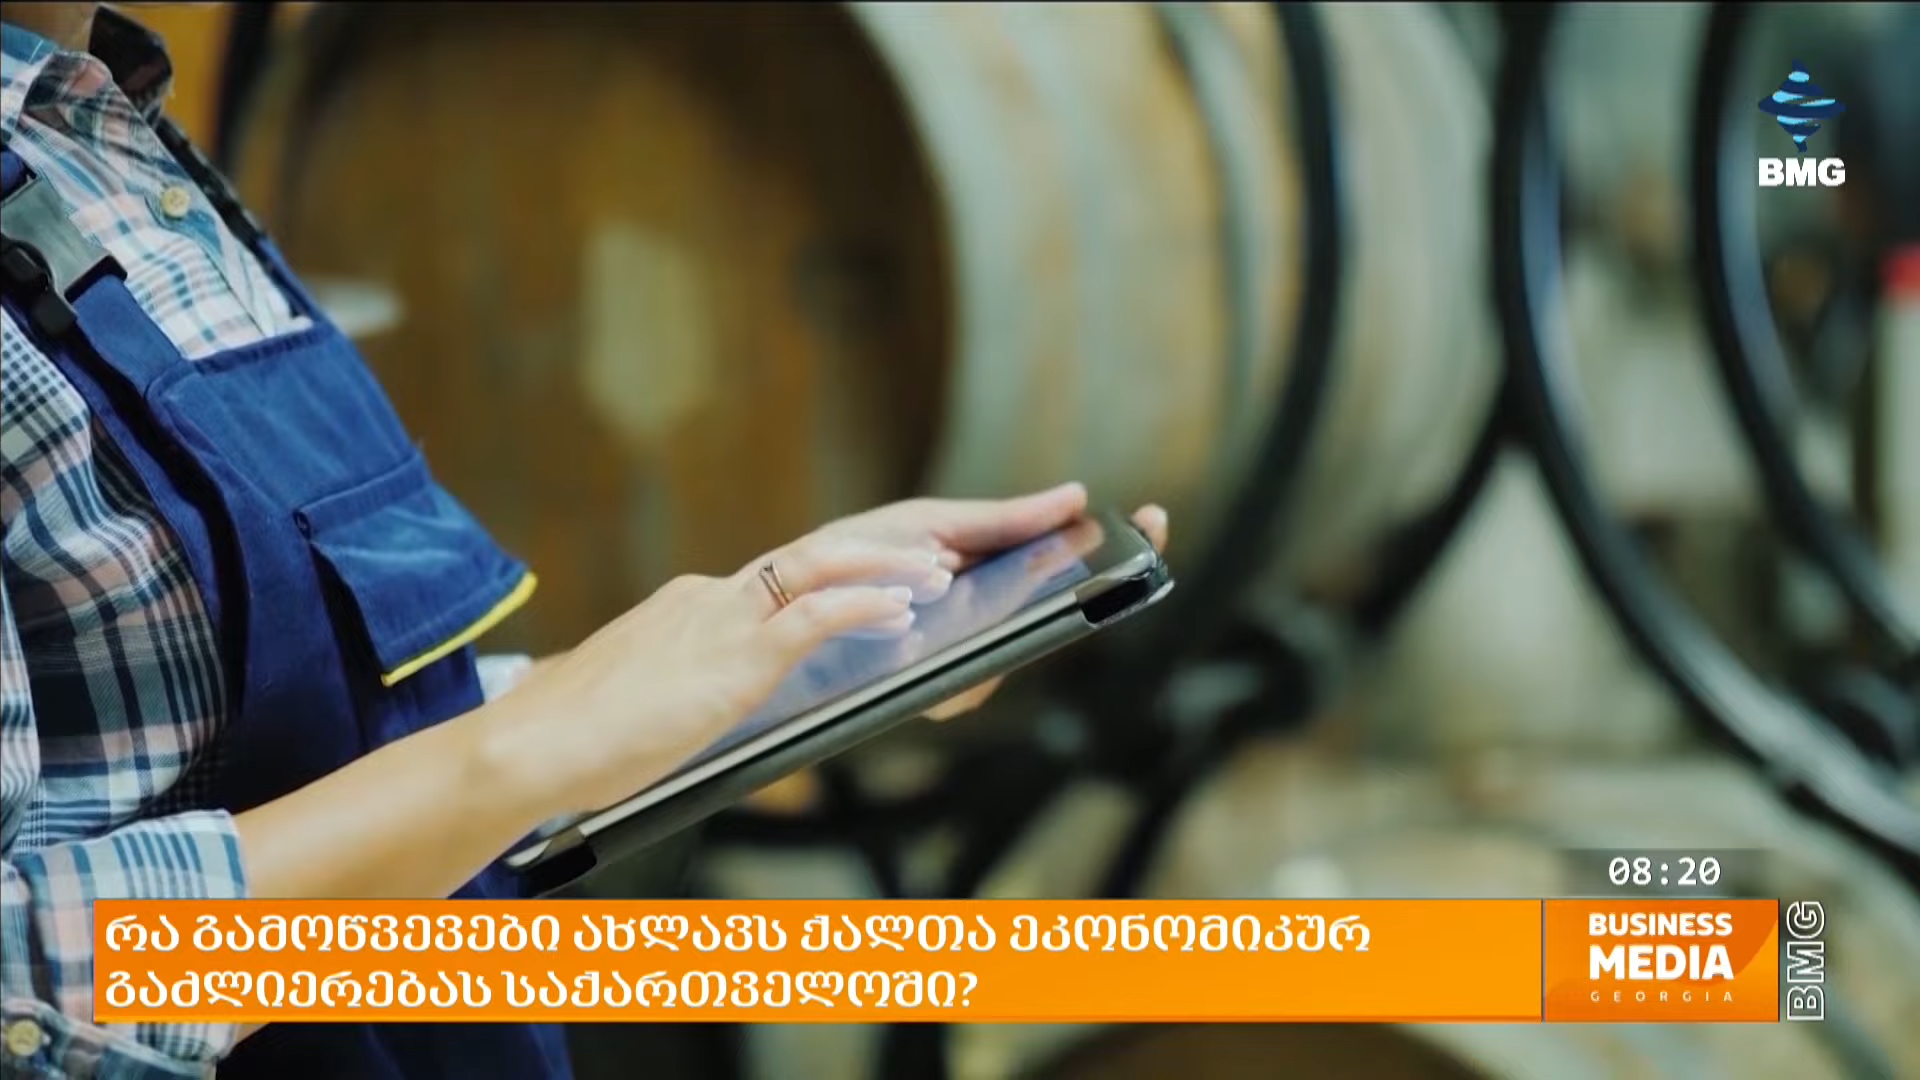 BMG
08:20
რა გამოწვევები ახლავს ქალთა ეკონომიკურ
გაძლიერებას საქართველოში?
BUSINESS
MEDIA
GEORGIA
BMG